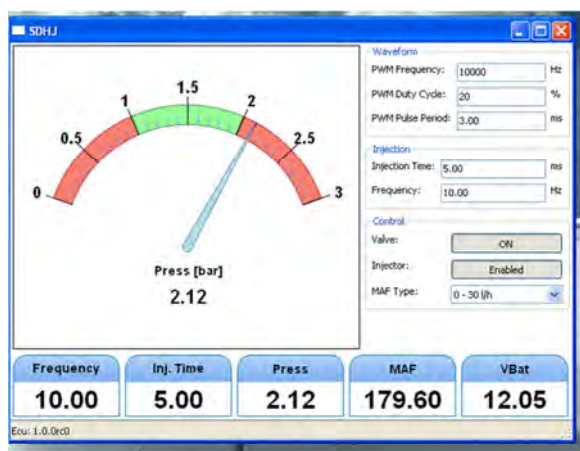 SDHJ
0
0.5
1
1.5
2
2.5
3
Press [bar]
2.12
Waveform
PWM Frequency: 10000 Hz
PWM Duty Cycle: 20 %
PWM Pulse Period: 3.00 ms
Injection
Injection Time: 5.00 ms
Frequency: 10.00 Hz
Control
Valve: ON
Injector: Enabled
MAF Type: 0 - 30 l/h
Frequency Inj. Time Press MAF VBat
10.00 5.00 2.12 179.60 12.05
Ecu: 1.0.0rc0